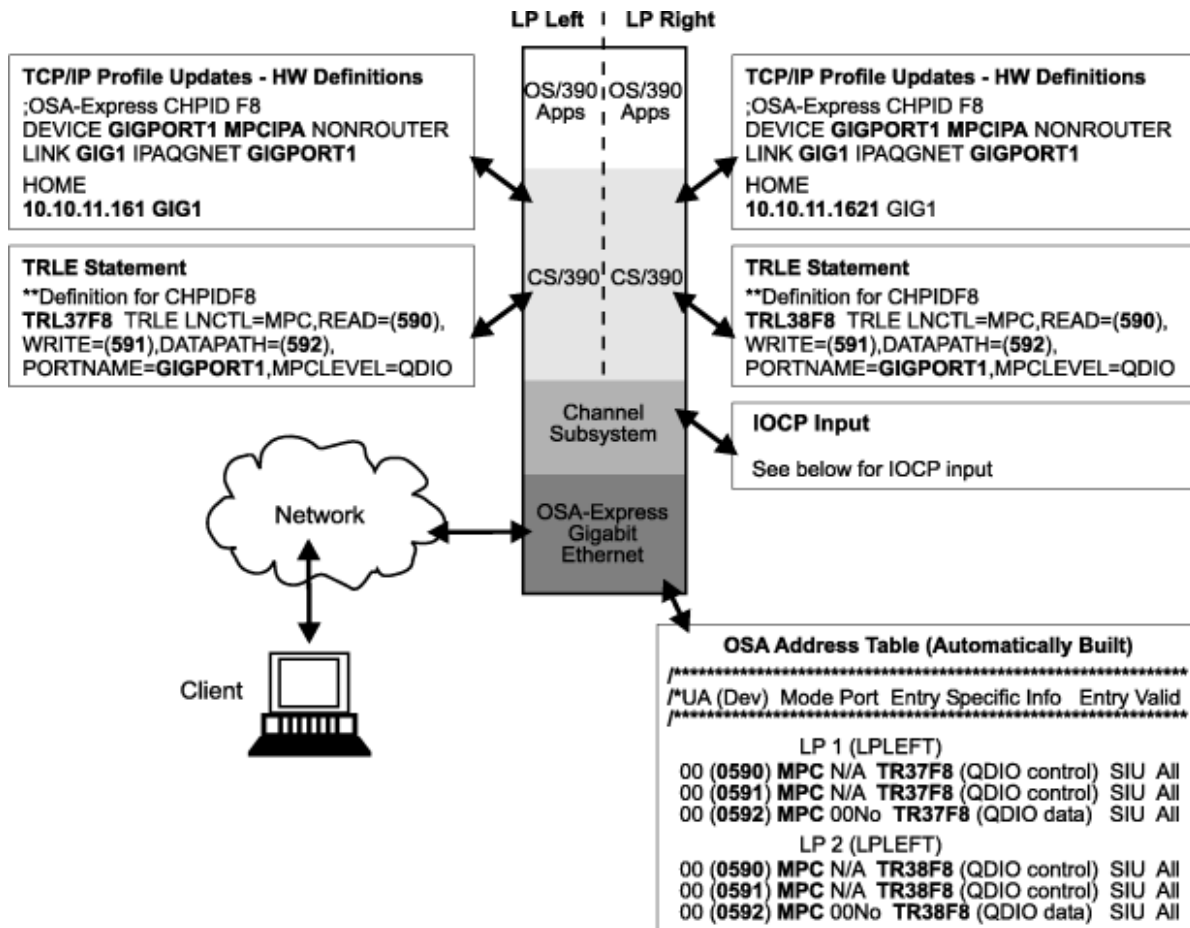 LP Left LP Right
TCP/IP Profile Updates - HW Definitions
;OSA-Express CHPID F8
DEVICE GIGPORT1 MPCIPA NONROUTER
LINK GIG1 IPAQGNET GIGPORT1
HOME
10.10.11.161 GIG1
OS/390 Apps
OS/390 Apps
TCP/IP Profile Updates - HW Definitions
;OSA-Express CHPID F8
DEVICE GIGPORT1 MPCIPA NONROUTER
LINK GIG1 IPAQGNET GIGPORT1
HOME
10.10.11.1621 GIG1
TRLE Statement
**Definition for CHPIDF8
TRL37F8 TRLE LNCTL=MPC,READ=(590),
WRITE=(591),DATAPATH=(592),
PORTNAME=GIGPORT1,MPCLEVEL=QDIO
CS/390
CS/390
TRLE Statement
**Definition for CHPIDF8
TRL38F8 TRLE LNCTL=MPC,READ=(590),
WRITE=(591),DATAPATH=(592),
PORTNAME=GIGPORT1,MPCLEVEL=QDIO
Channel
Subsystem
IOCP Input
See below for IOCP input
Network
OSA-Express
Gigabit
Ethernet
Client
OSA Address Table (Automatically Built)
/************************************************************
/*UA (Dev) Mode Port Entry Specific Info Entry Valid
/************************************************************
LP 1 (LPLEFT)
00 (0590) MPC N/A TR37F8 (QDIO control) SIU All
00 (0591) MPC N/A TR37F8 (QDIO control) SIU All
00 (0592) MPC 00No TR37F8 (QDIO data) SIU All
LP 2 (LPLEFT)
00 (0590) MPC N/A TR38F8 (QDIO control) SIU All
00 (0591) MPC N/A TR38F8 (QDIO control) SIU All
00 (0592) MPC 00No TR38F8 (QDIO data) SIU All